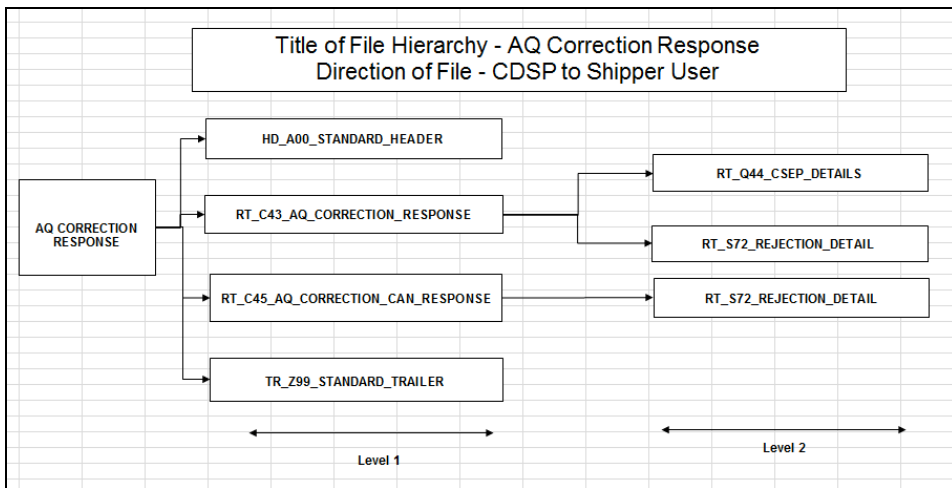 Title of File Hierarchy - AQ Correction Response
Direction of File - CDSP to Shipper User
HD_A00_STANDARD_HEADER
RT_Q44_CSEP_DETAILS
AQ CORRECTION
RESPONSE
RT_C43_AQ_CORRECTION_RESPONSE
RT_S72_REJECTION_DETAIL
RT_C45_AQ_CORRECTION_CAN_RESPONSE
RT_S72_REJECTION_DETAIL
TR_Z99_STANDARD_TRAILER
Level 1
Level 2